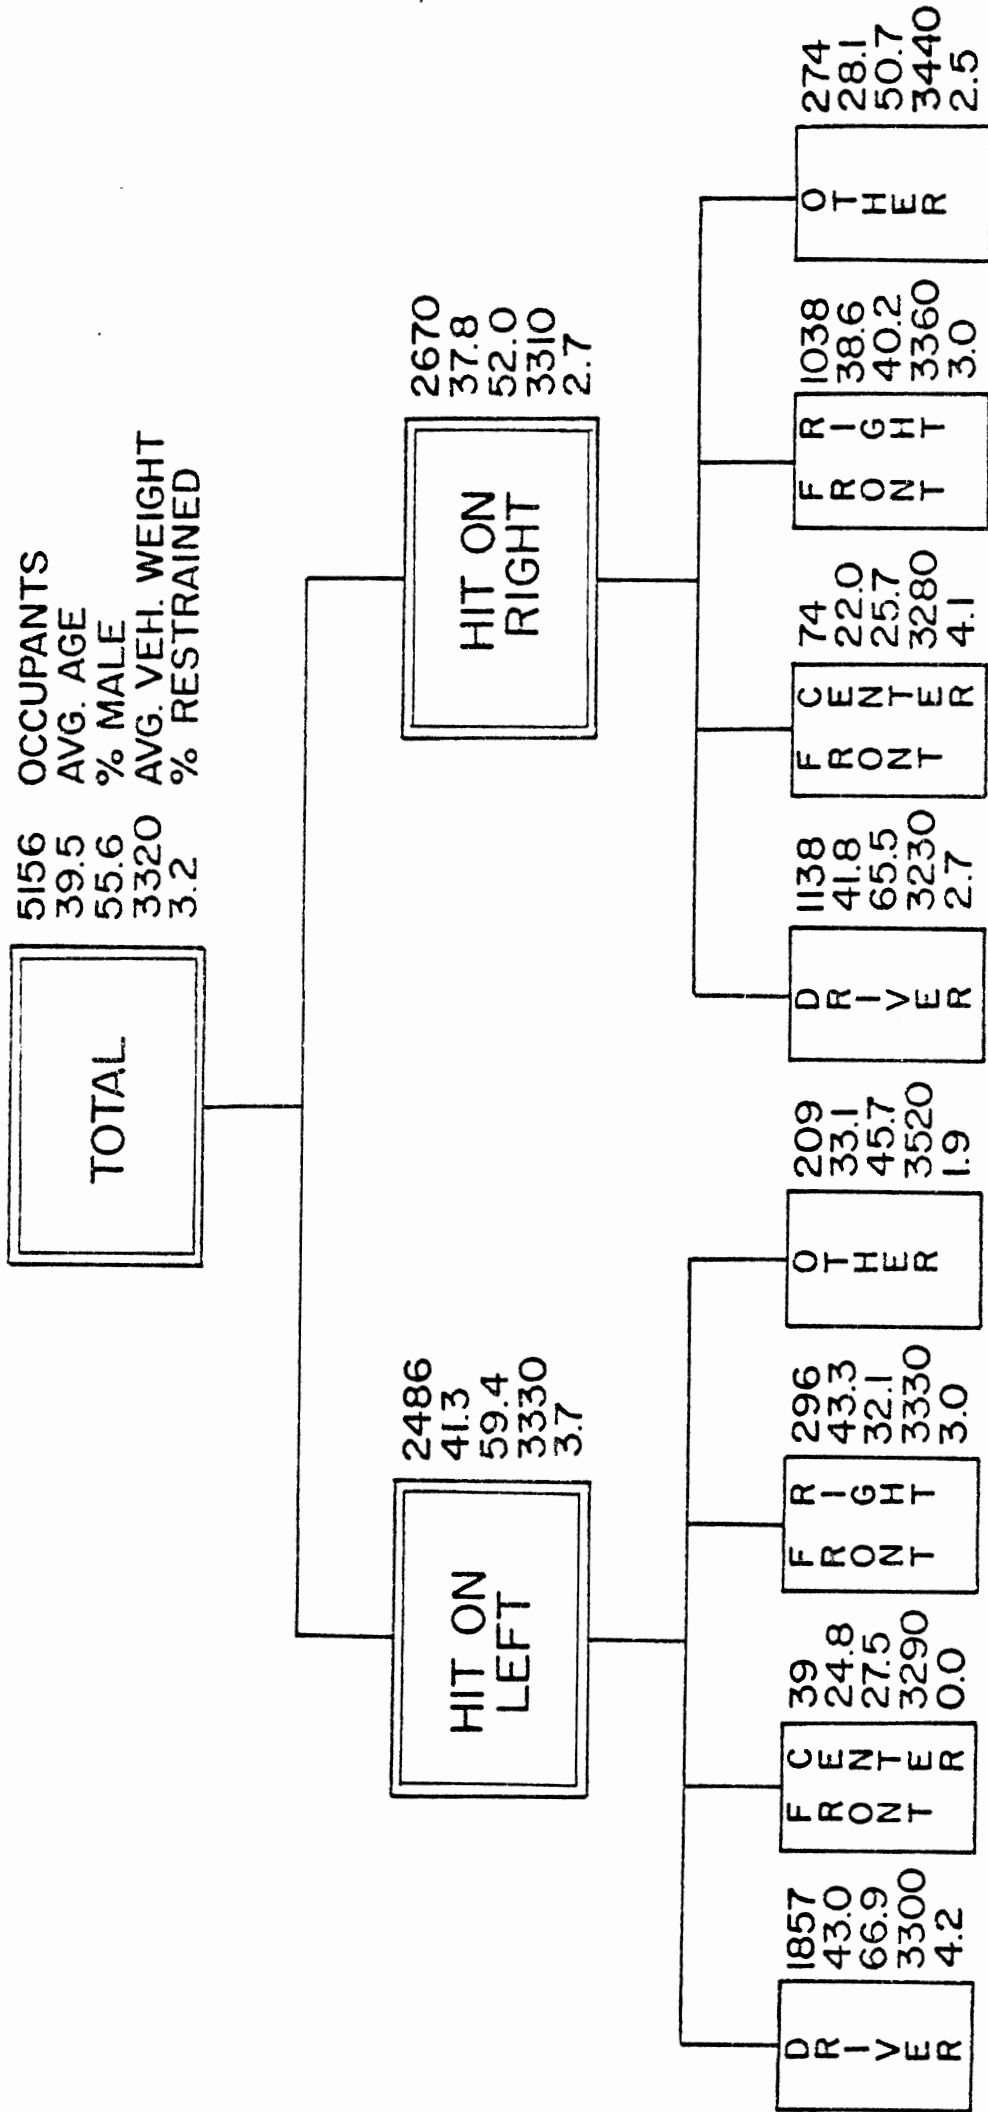 TOTAL
5156 OCCUPANTS
39.5 AVG. AGE
55.6 % MALE
3320 AVG. VEH. WEIGHT
3.2 % RESTRAINED
HIT ON
LEFT
2486
41.3
59.4
3330
3.7
HIT ON
RIGHT
2670
37.8
52.0
3310
2.7
DRIVER
1857
43.0
66.9
3300
4.2
FRONT
CENTER
39
24.8
27.5
3290
0.0
FRONT
RIGHT
296
43.3
32.1
3330
3.0
OTHER
209
33.1
45.7
3520
1.9
DRIVER
1138
41.8
65.5
3230
2.7
FRONT
CENTER
74
22.0
25.7
3280
4.1
FRONT
RIGHT
1038
38.6
40.2
3360
3.0
OTHER
274
28.1
50.7
3440
2.5